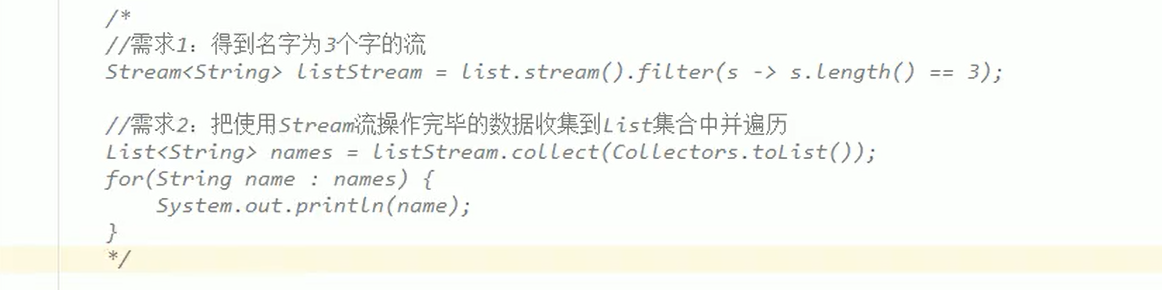 /*
//需求1：得到名字为3个字的流
Stream<String> listStream = list.stream().filter(s -> s.length() == 3);
//需求2：把使用Stream流操作完毕的数据收集到List集合中并遍历
List<String> names = listStream.collect(Collectors.toList());
for(String name : names) {
    System.out.println(name);
}
*/